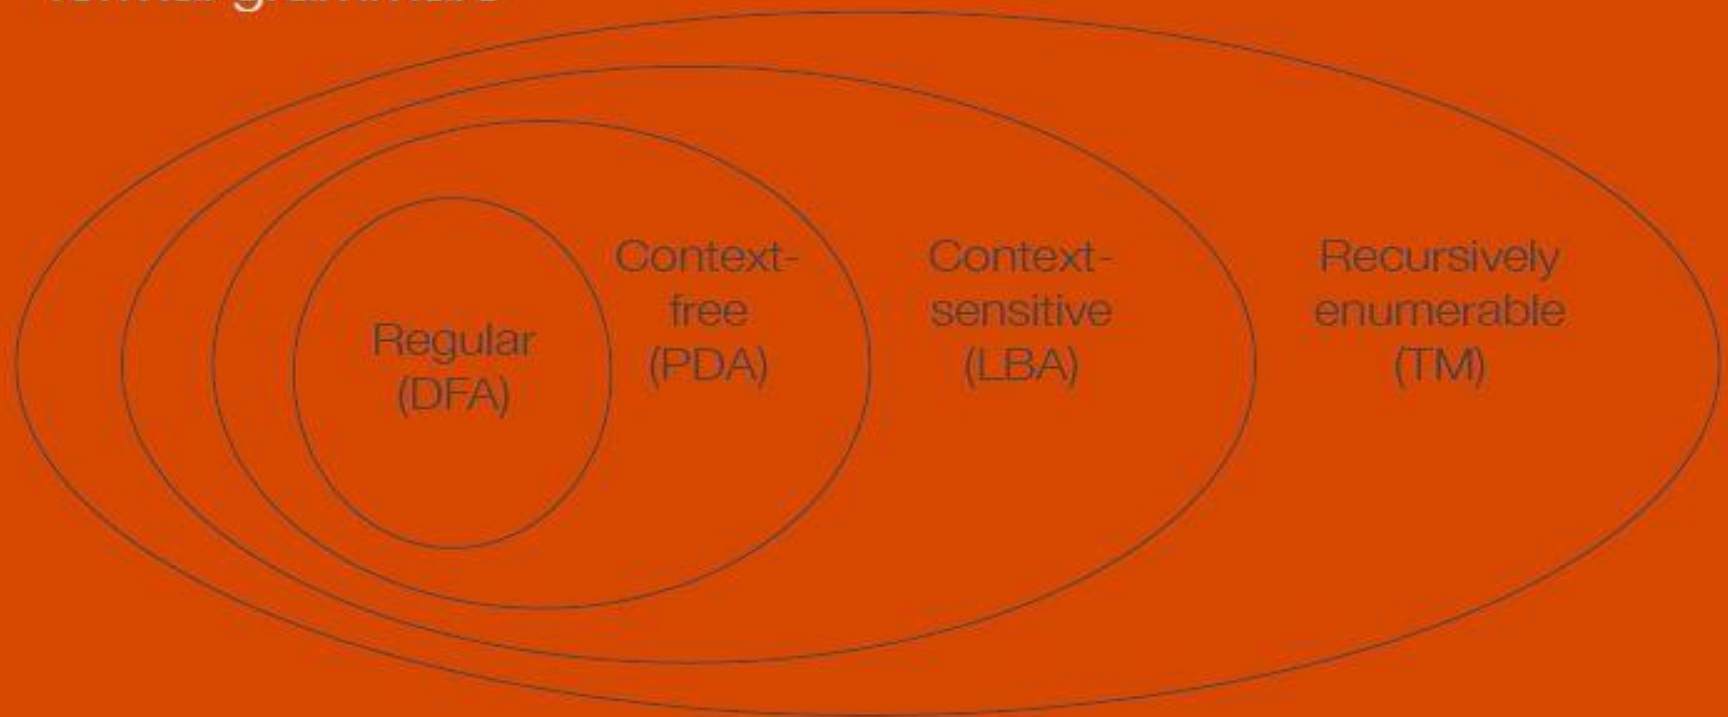 Context-
free
(PDA)
Context-
sensitive
(LBA)
Recursively
enumerable
(TM)
Regular
(DFA)